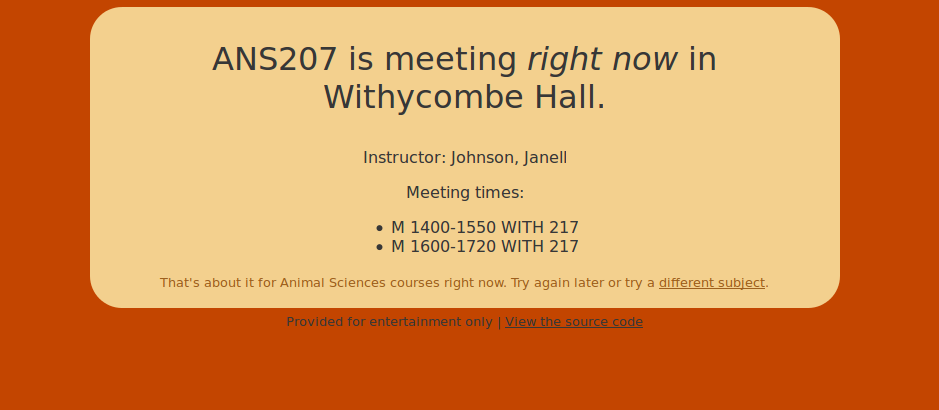 ANS207 is meeting right now in
Withycombe Hall.
Instructor: Johnson, Janell
Meeting times:
• M 1400-1550 WITH 217
• M 1600-1720 WITH 217
That's about it for Animal Sciences courses right now. Try again later or try a different subject.
Provided for entertainment only | View the source code